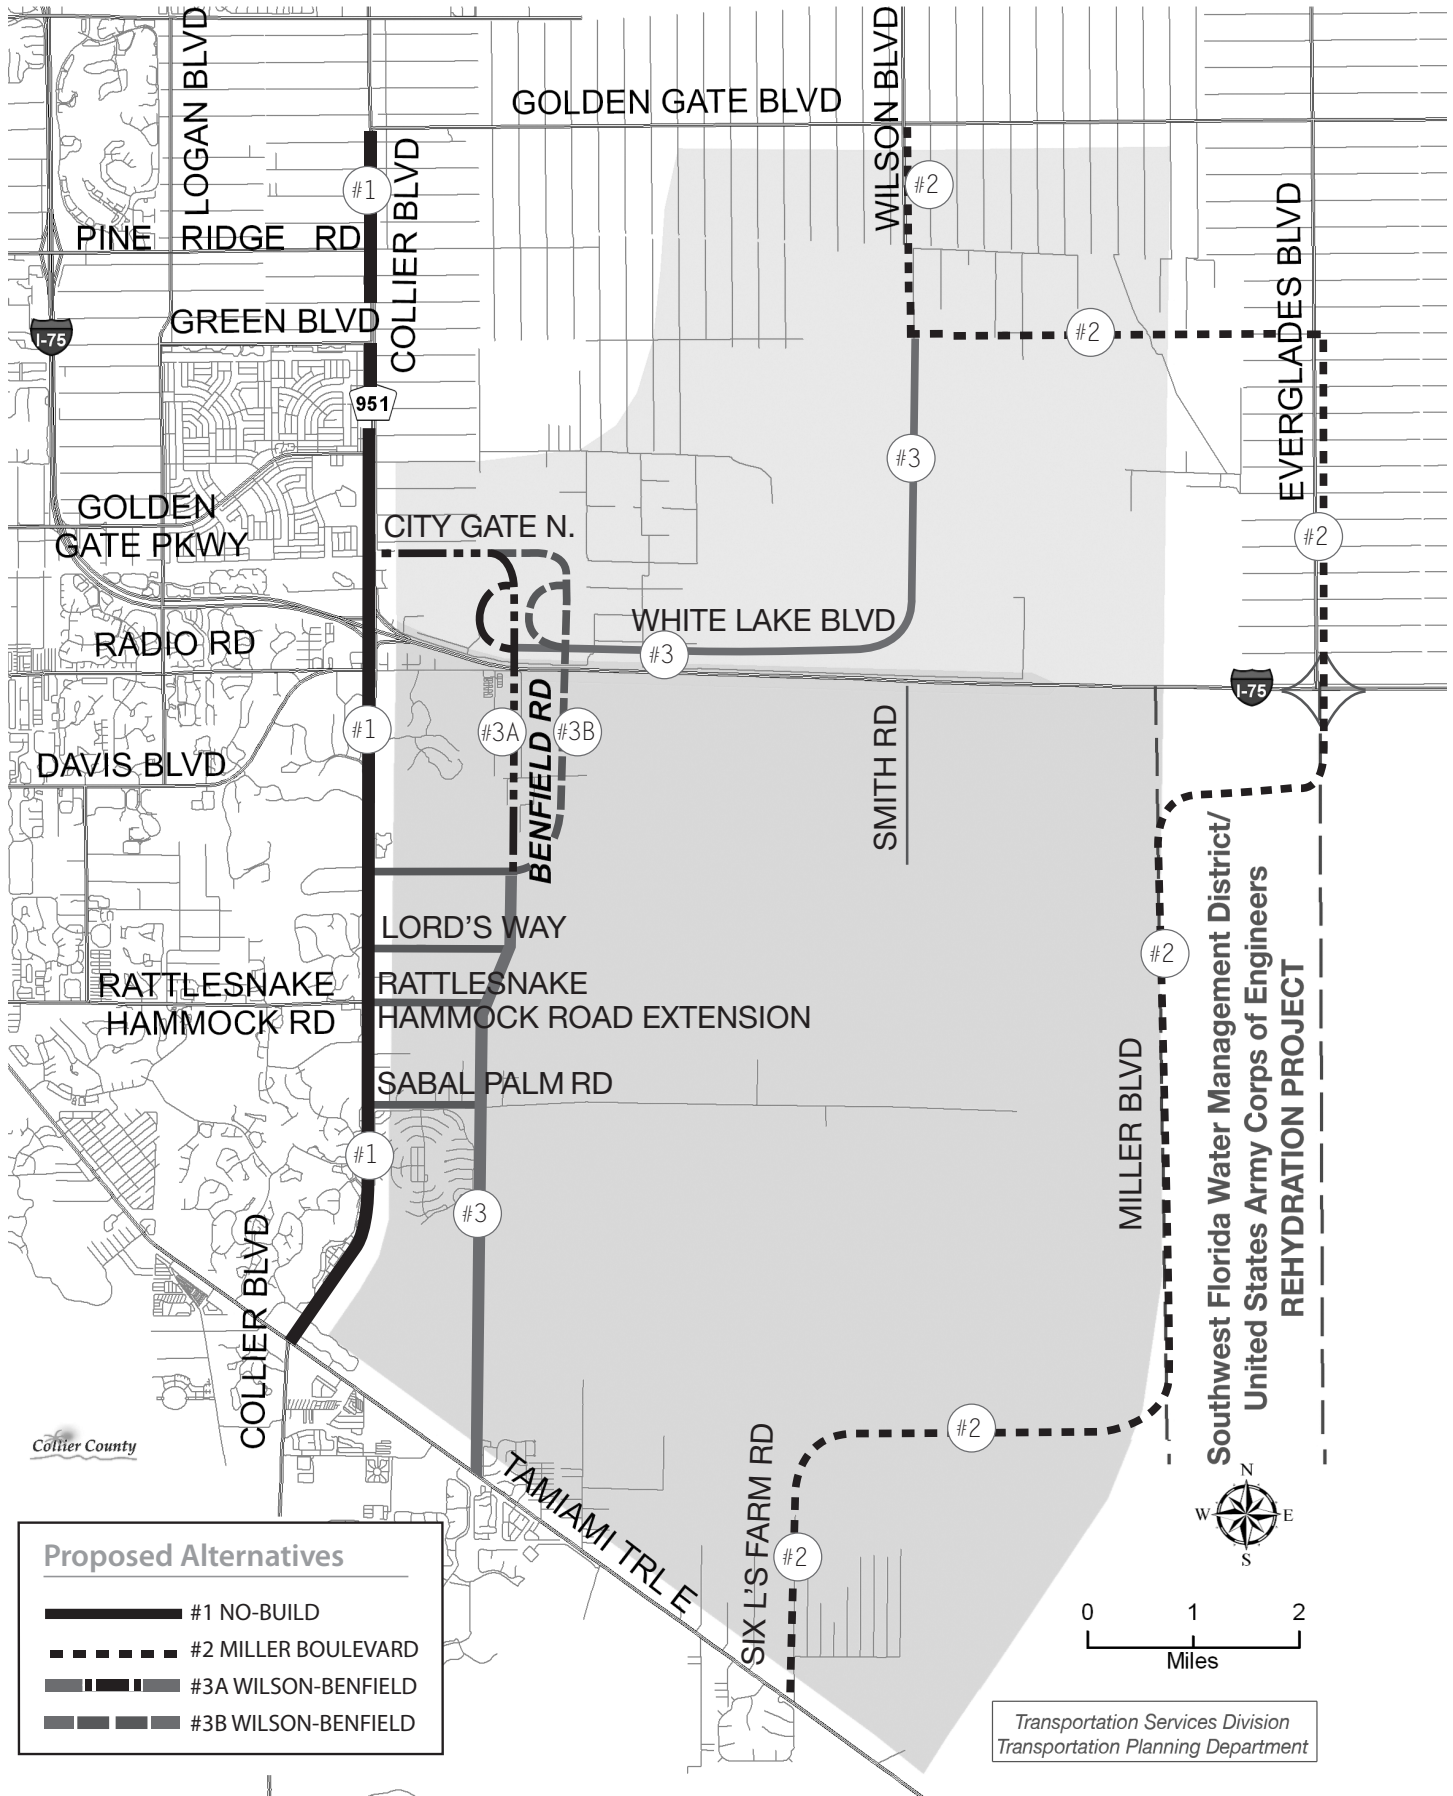 LOGAN BLVD
WILSON BLVD
GOLDEN GATE BLVD
COLLIER BLVD
#1
#2
PINE RIDGE RD
EVERGLADES BLVD
GREEN BLVD
I-75
#2
951
#3
GOLDEN
GATE PKWY
CITY GATE N.
#2
WHITE LAKE BLVD
RADIO RD
#3
I-75
#1
#3A
BENFIELD RD
#3B
SMITH RD
DAVIS BLVD
Southwest Florida Water Management District/
United States Army Corps of Engineers
REHYDRATION PROJECT
LORD'S WAY
#2
RATTLESNAKE
HAMMOCK RD
RATTLESNAKE
HAMMOCK ROAD EXTENSION
MILLER BLVD
SABAL PALM RD
#1
#3
COLLIER BLVD
#2
Collier County
SIX L'S FARM RD
TAMIAMI TRL E
#2
N
W
E
S
Proposed Alternatives
#1 NO-BUILD
#2 MILLER BOULEVARD
#3A WILSON-BENFIELD
#3B WILSON-BENFIELD
0 1 2
Miles
Transportation Services Division
Transportation Planning Department